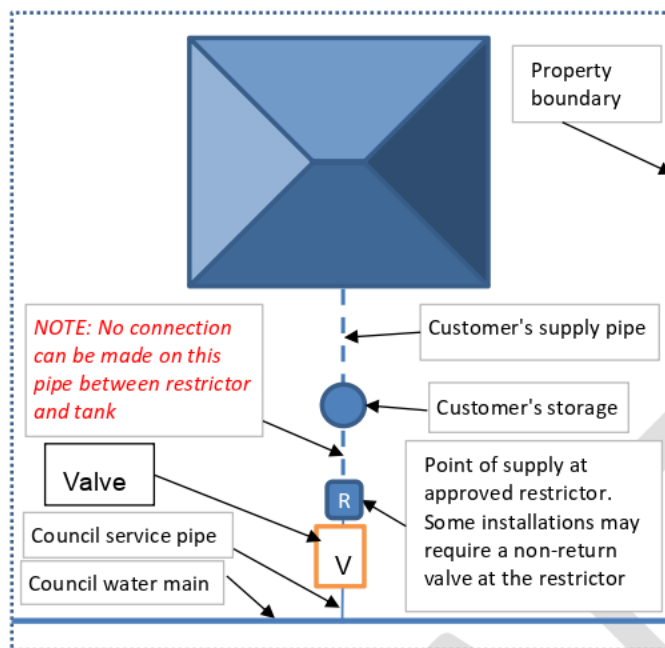 Property
boundary
NOTE: No connection
can be made on this
pipe between restrictor
and tank
Customer's supply pipe
Customer's storage
Valve
R
Point of supply at
approved restrictor.
Some installations may
require a non-return
valve at the restrictor
Council service pipe
V
Council water main